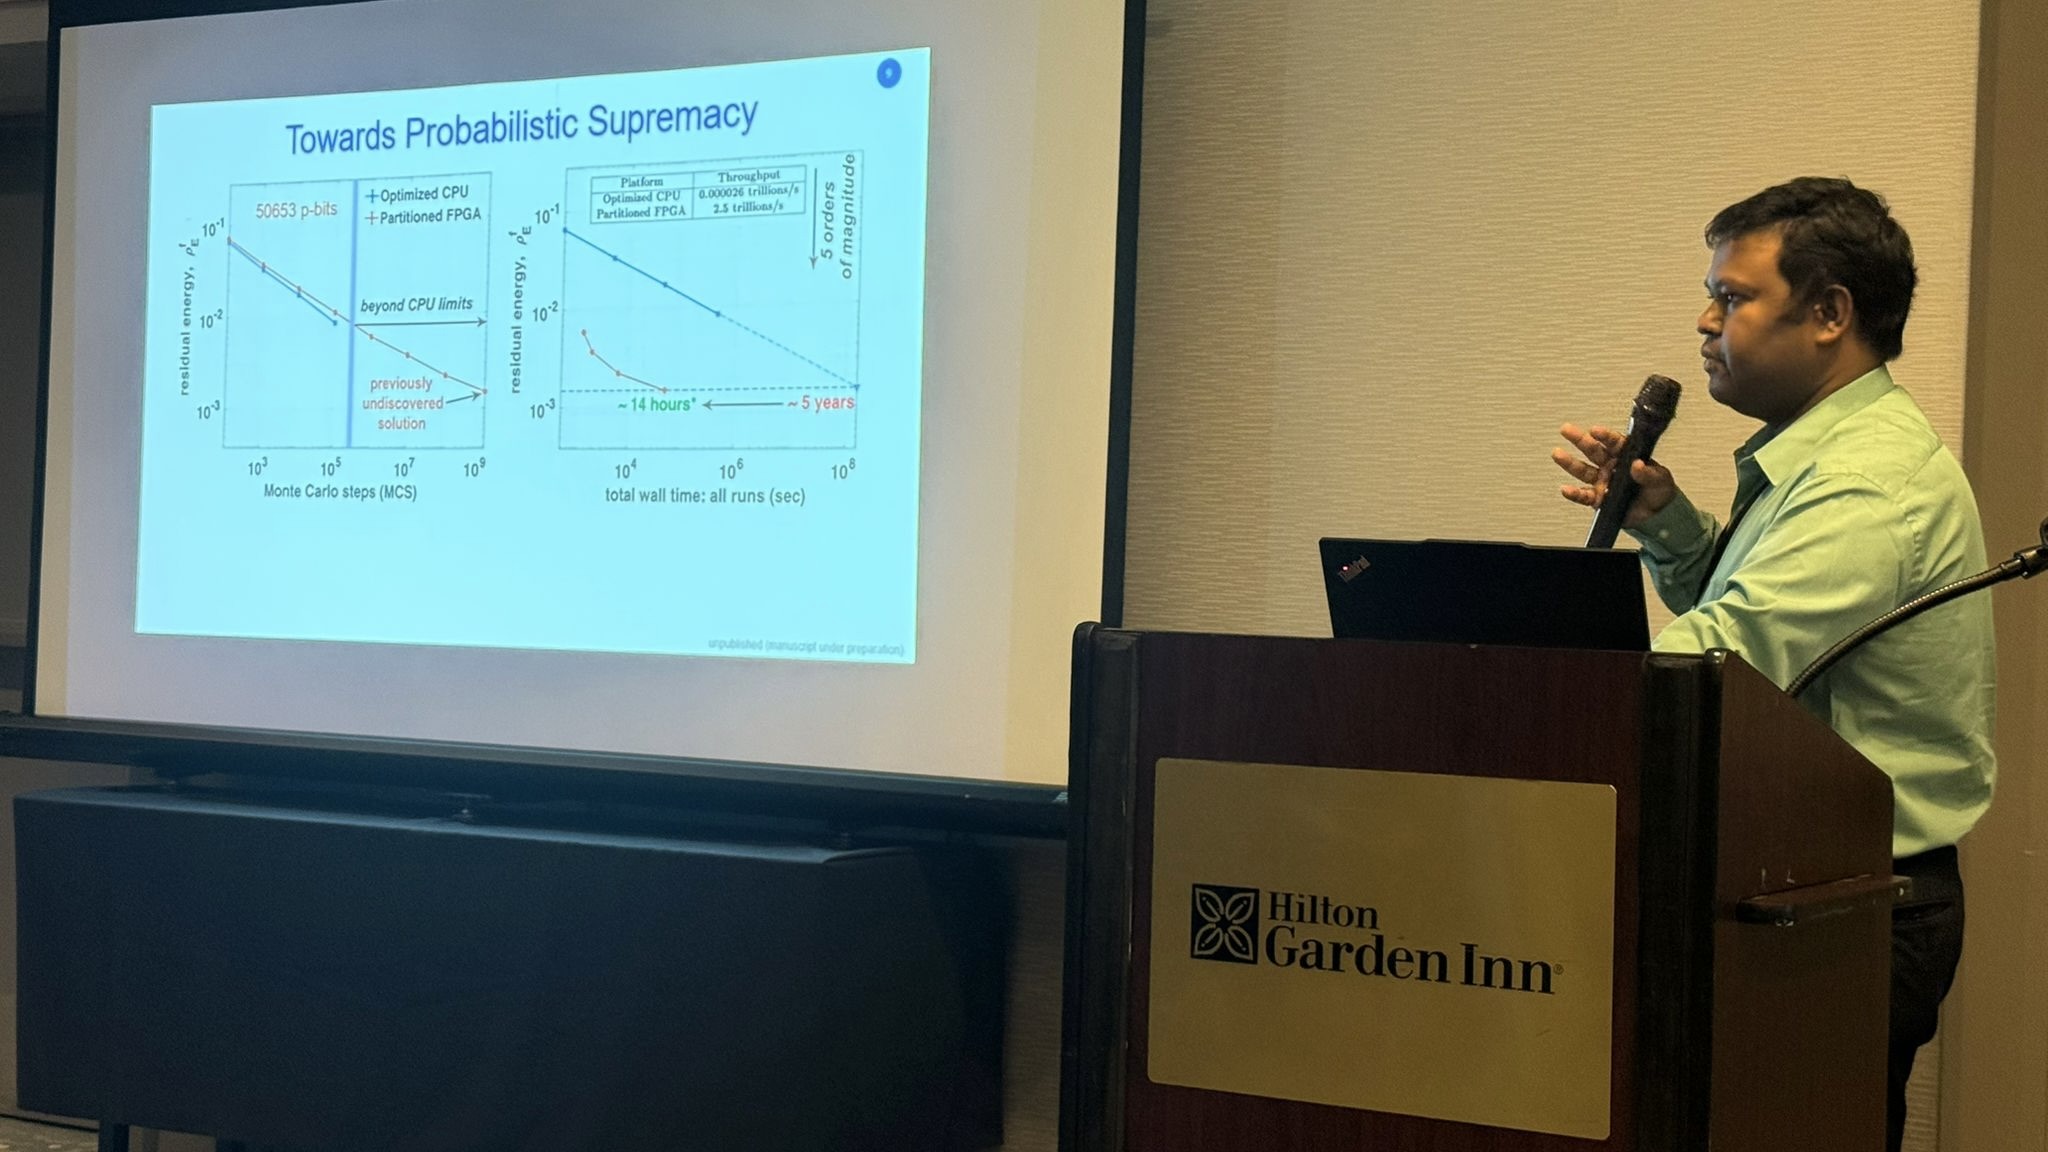 9
Towards Probabilistic Supremacy
50653 p-bits
Optimized CPU
Partitioned FPGA
beyond CPU limits
previously
undiscovered
solution
residual energy, ρ_E^f
10^-1
10^-2
10^-3
10^3
10^5
10^7
10^9
Monte Carlo steps (MCS)
Platform Throughput
Optimized CPU 0.000026 trillions/s
Partitioned FPGA 2.5 trillions/s
5 orders
of magnitude
residual energy, ρ_E^f
10^-1
10^-2
10^-3
~ 14 hours*
~ 5 years
10^4
10^6
10^8
total wall time: all runs (sec)
unpublished (manuscript under preparation)
ThinkPad
Hilton
Garden Inn®